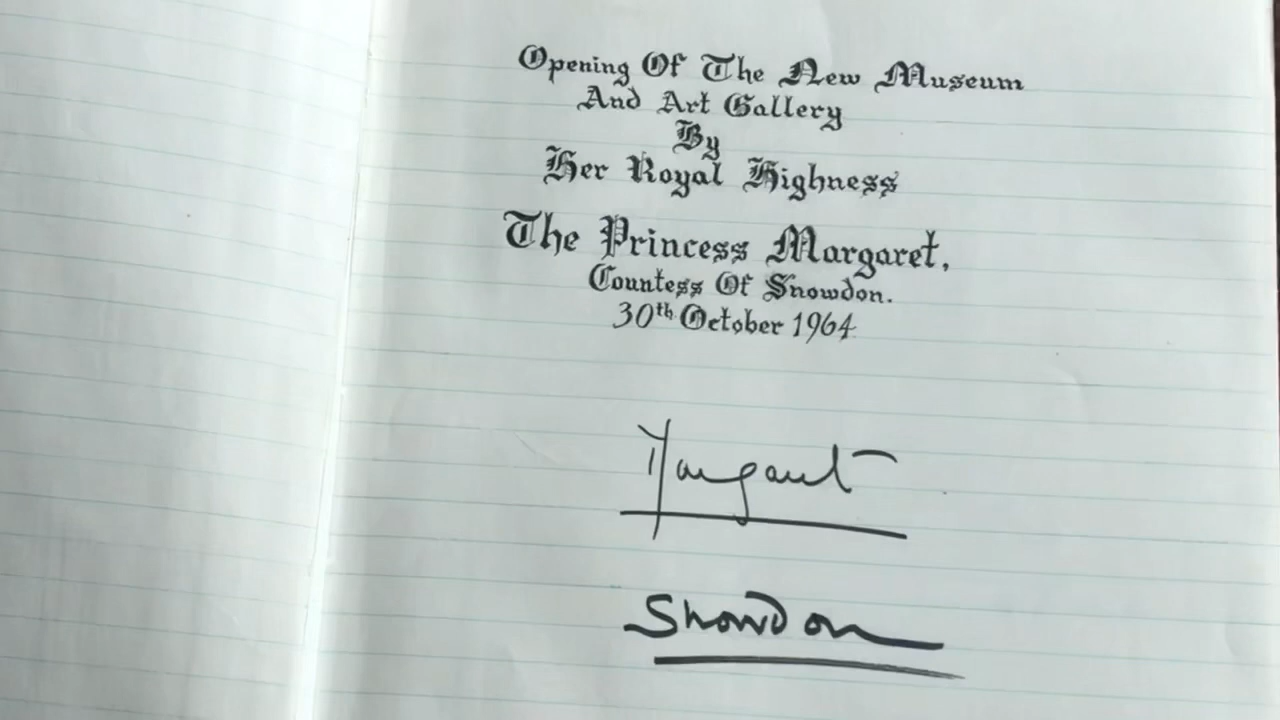 Opening Of The New Museum
And Art Gallery
By
Her Royal Highness
The Princess Margaret,
Countess Of Snowdon.
30th October 1964
Margaret
Snowdon